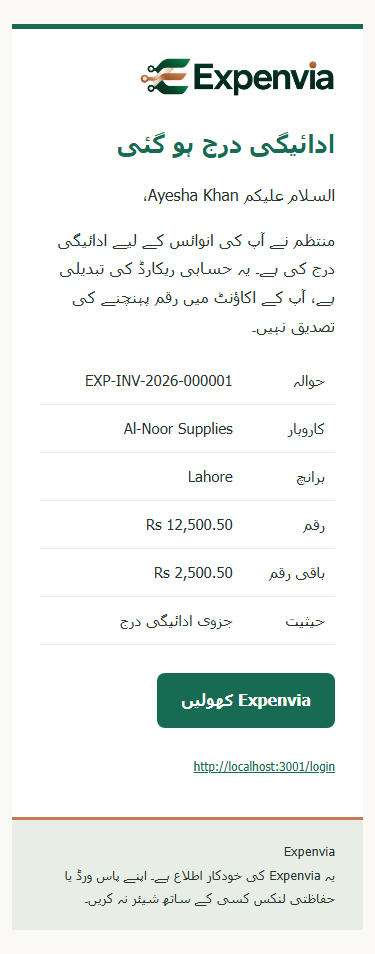 Expenvia
ادائیگی درج ہو گئی
السلام علیکم Ayesha Khan،
منتظم نے آپ کی انوائس کے لیے ادائیگی
درج کی ہے۔ یہ حسابی ریکارڈ کی تبدیلی
ہے، آپ کے اکاؤنٹ میں رقم پہنچنے کی
تصدیق نہیں۔
حوالہ EXP-INV-2026-000001
کاروبار Al-Noor Supplies
برانچ Lahore
رقم Rs 12,500.50
باقی رقم Rs 2,500.50
حیثیت جزوی ادائیگی درج
Expenvia کھولیں
http://localhost:3001/login
Expenvia
یہ Expenvia کی خودکار اطلاع ہے۔ اپنے پاس ورڈ یا
حفاظتی لنکس کسی کے ساتھ شیئر نہ کریں۔